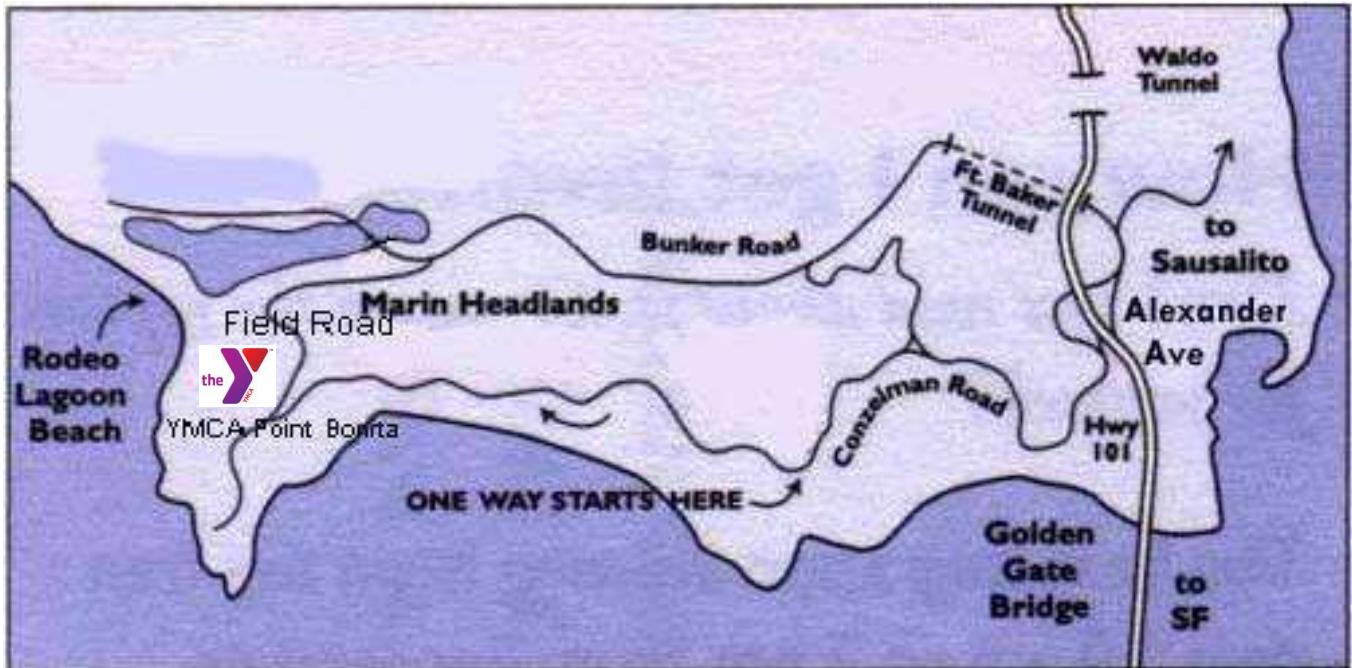 Waldo
Tunnel
Ft. Baker
Tunnel
Bunker Road
to
Sausalito
Marin Headlands
Alexander
Ave
Field Road
Rodeo
Lagoon
Beach
the
YMCA
YMCA Point Bonita
Conzelman Road
Hwy
101
ONE WAY STARTS HERE
Golden
Gate
Bridge
to
SF